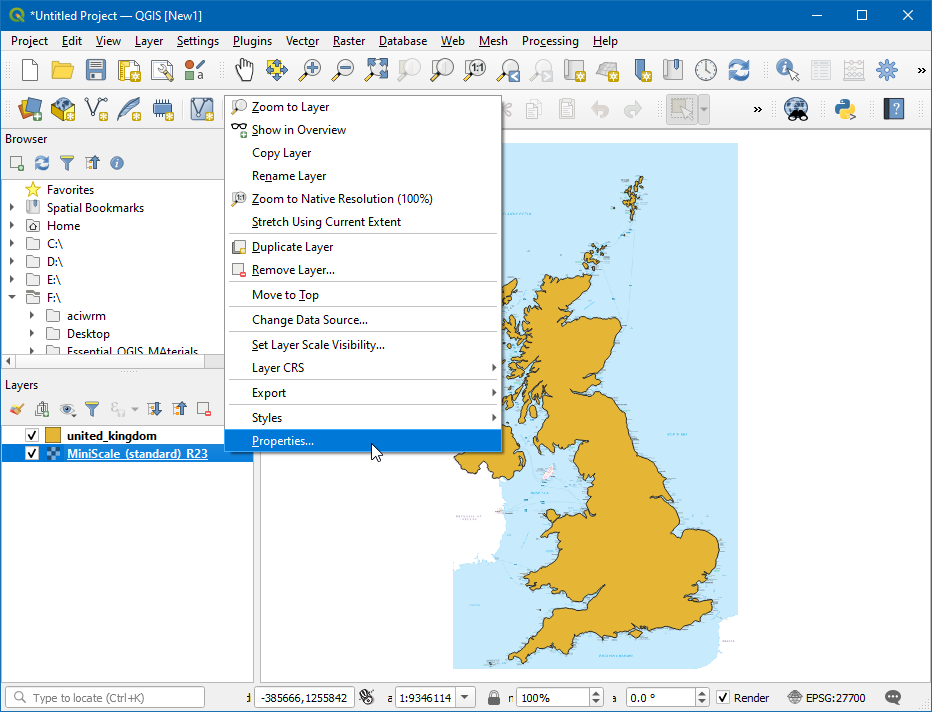 *Untitled Project — QGIS [New1]
Project Edit View Layer Settings Plugins Vector Raster Database Web Mesh Processing Help
Browser
Favorites
Spatial Bookmarks
Home
C:\
D:\
E:\
F:\
aciwrm
Desktop
Essential_QGIS_MAterials
Zoom to Layer
Show in Overview
Copy Layer
Rename Layer
Zoom to Native Resolution (100%)
Stretch Using Current Extent
Duplicate Layer
Remove Layer...
Move to Top
Change Data Source...
Set Layer Scale Visibility...
Layer CRS
Export
Styles
Properties...
Layers
united_kingdom
MiniScale_(standard)_R23
Type to locate (Ctrl+K)
-385666,1255842
1:9346114
100%
0.0 °
Render
EPSG:27700